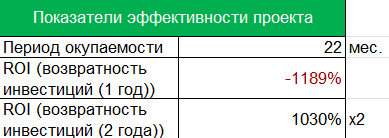 Показатели эффективности проекта
Период окупаемости 22 мес.
ROI (возвратность
инвестиций (1 год)) -1189%
ROI (возвратность
инвестиций (2 года)) 1030% x2